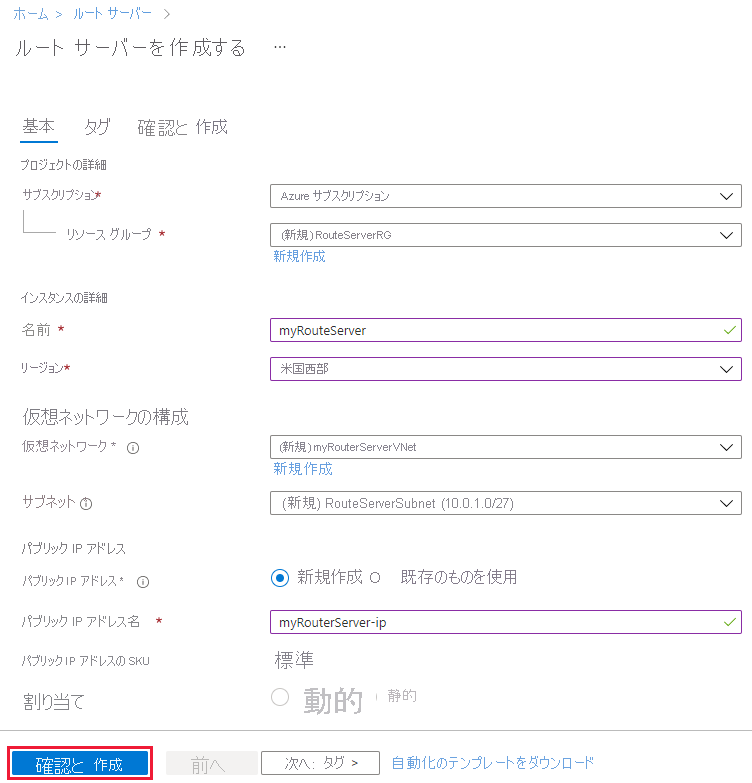 ホーム > ルート サーバー >
ルート サーバーを作成する ...
基本 タグ 確認と 作成
プロジェクトの詳細
サブスクリプション* Azure サブスクリプション
リソース グループ * (新規) RouteServerRG
新規作成
インスタンスの詳細
名前 * myRouteServer
リージョン* 米国西部
仮想ネットワークの構成
仮想ネットワーク * (新規) myRouterServerVNet
新規作成
サブネット (新規) RouteServerSubnet (10.0.1.0/27)
パブリック IP アドレス
パブリック IP アドレス * 新規作成 O 既存のものを使用
パブリック IP アドレス名 * myRouterServer-ip
パブリック IP アドレスの SKU 標準
割り当て 動的 静的
確認と 作成 前へ 次へ: タグ > 自動化のテンプレートをダウンロード